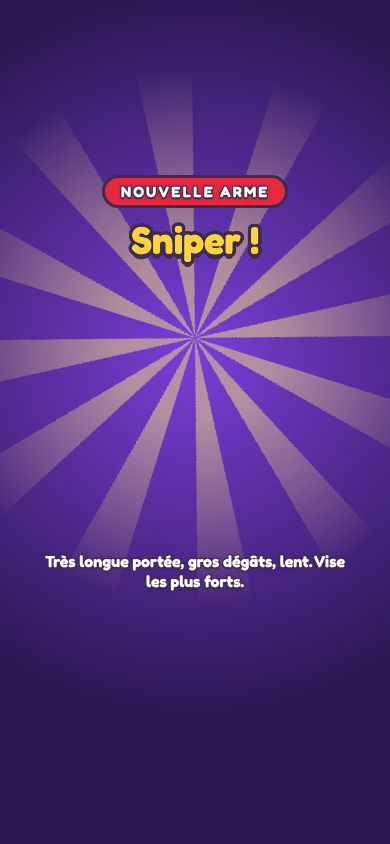 NOUVELLE ARME
Sniper !
Très longue portée, gros dégâts, lent. Vise
les plus forts.